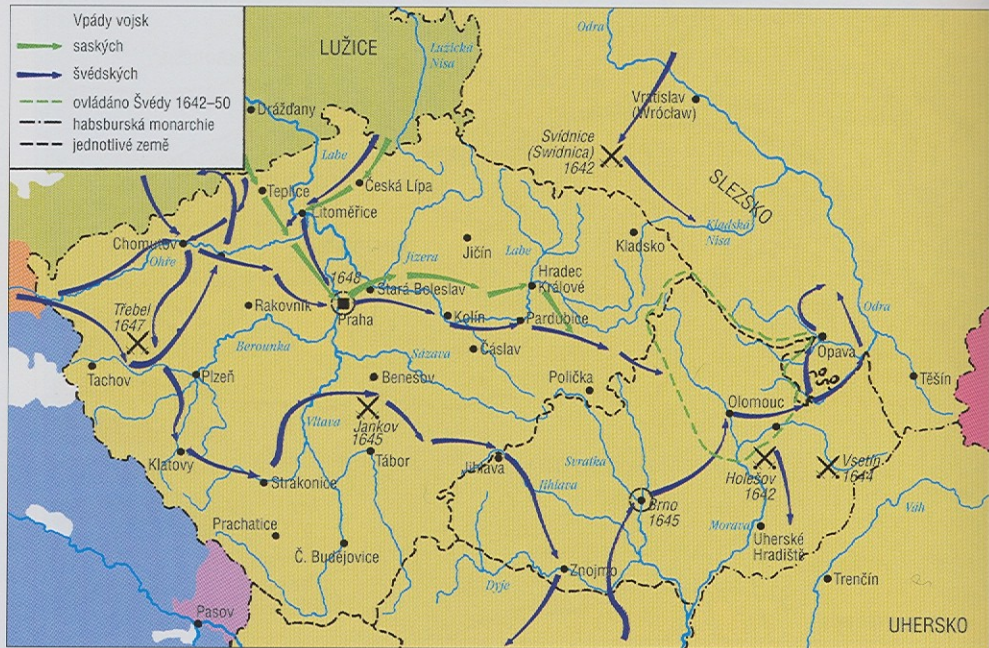 Vpády vojsk
saských
švédských
ovládáno Švédy 1642–50
habsburská monarchie
jednotlivé země
LUŽICE
Lužická
Nisa
Odra
Drážďany
Labe
Vratislav
(Wrocław)
Svídnice
(Swidnica)
1642
SLEZSKO
Teplice
Česká Lípa
Litoměřice
Chomutov
Ohře
Jičín
Labe
Kladsko
Kladská
Nisa
Jizera
Hradec
Králové
1648
Stará Boleslav
Praha
Rakovník
Kolín
Pardubice
Třebel
1647
Odra
Opava
Berounka
Sázava
Čáslav
Tachov
Plzeň
Benešov
Polička
Těšín
Olomouc
Vltava
Jankov
1645
Klatovy
Tábor
Jihlava
Svratka
Holešov
1642
Vsetín
1644
Strakonice
Jihlava
Brno
1645
Morava
Váh
Prachatice
Č. Budějovice
Uherské
Hradiště
Znojmo
Dyje
Trenčín
Pasov
UHERSKO